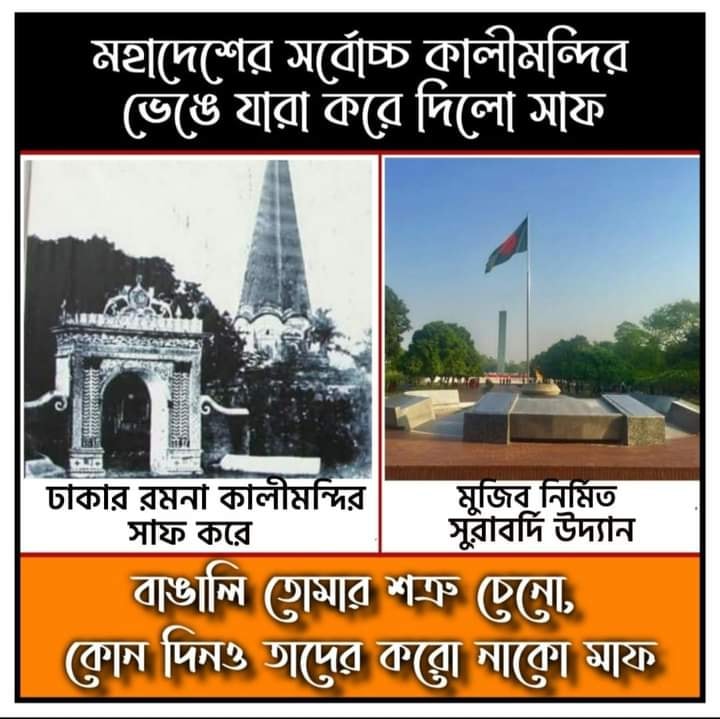 মহাদেশের সর্বোচ্চ কালীমন্দির
ভেঙে যারা করে দিলো সাফ
ঢাকার রমনা কালীমন্দির
সাফ করে
মুজিব নির্মিত
সুরাবর্দি উদ্যান
বাঙালি তোমার শত্রু চেনো,
কোন দিনও তাদের করো নাকো মাফ